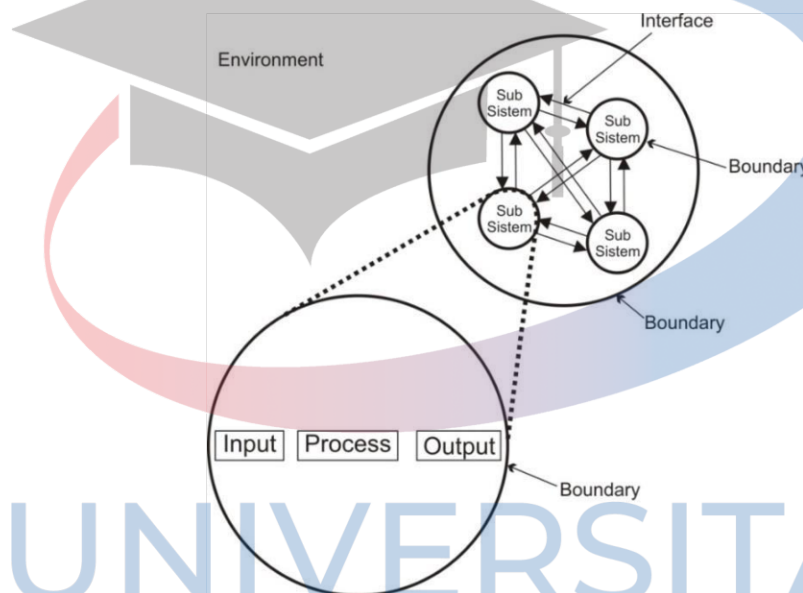 Interface
Environment
Sub
Sistem
Sub
Sistem
Boundary
Sub
Sistem
Sub
Sistem
Boundary
Input
Process
Output
Boundary
UNIVERSITA